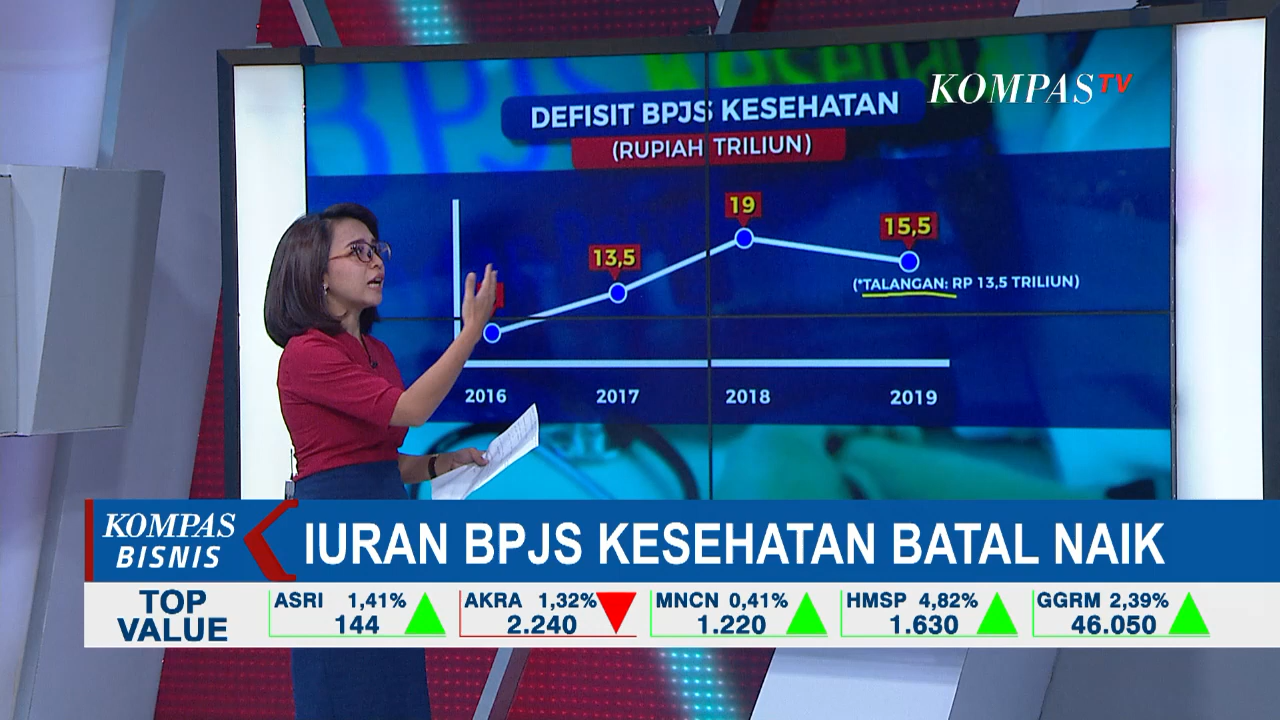 KOMPASTV
DEFISIT BPJS KESEHATAN
(RUPIAH TRILIUN)
19
15,5
13,5
(*TALANGAN: RP 13,5 TRILIUN)
2016 2017 2018 2019
KOMPAS
BISNIS
IURAN BPJS KESEHATAN BATAL NAIK
TOP
VALUE
ASRI 1,41%
144
AKRA 1,32%
2.240
MNCN 0,41%
1.220
HMSP 4,82%
1.630
GGRM 2,39%
46.050